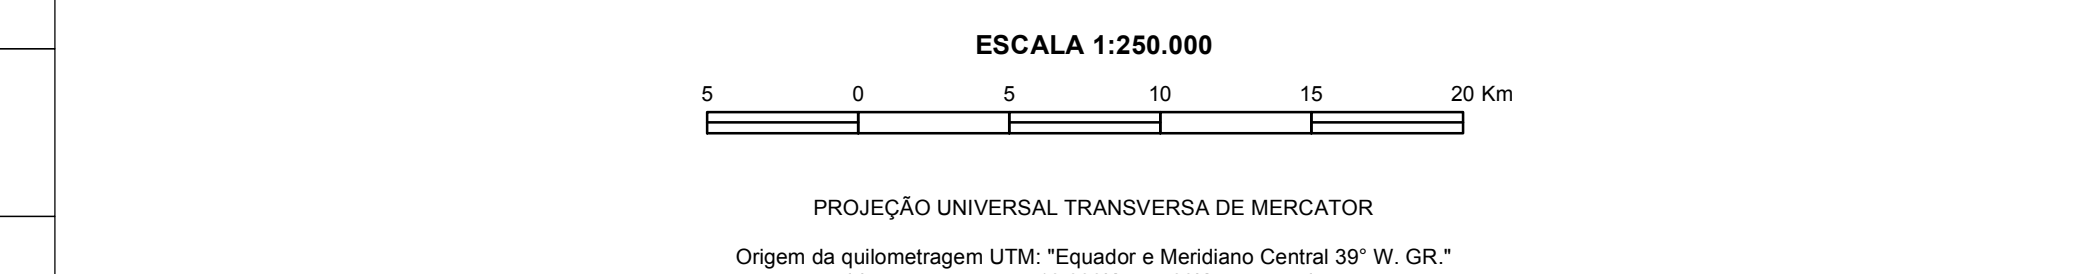 ESCALA 1:250.000
5 0 5 10 15 20 Km
PROJEÇÃO UNIVERSAL TRANSVERSA DE MERCATOR
Origem da quilometragem UTM: "Equador e Meridiano Central 39° W. GR."